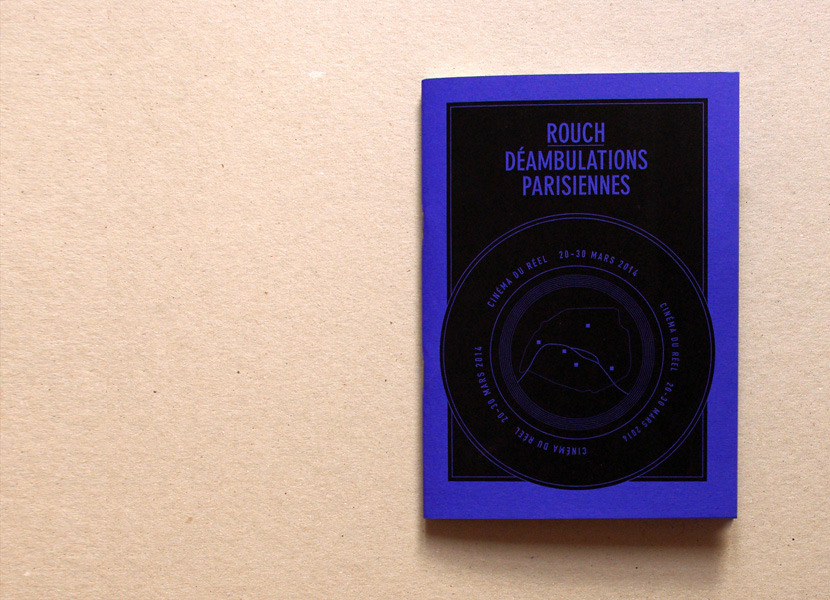 ROUCH
DÉAMBULATIONS
PARISIENNES
CINÉMA DU RÉEL 20-30 MARS 2014
CINÉMA DU RÉEL 20-30 MARS 2014
CINÉMA DU RÉEL 20-30 MARS 2014